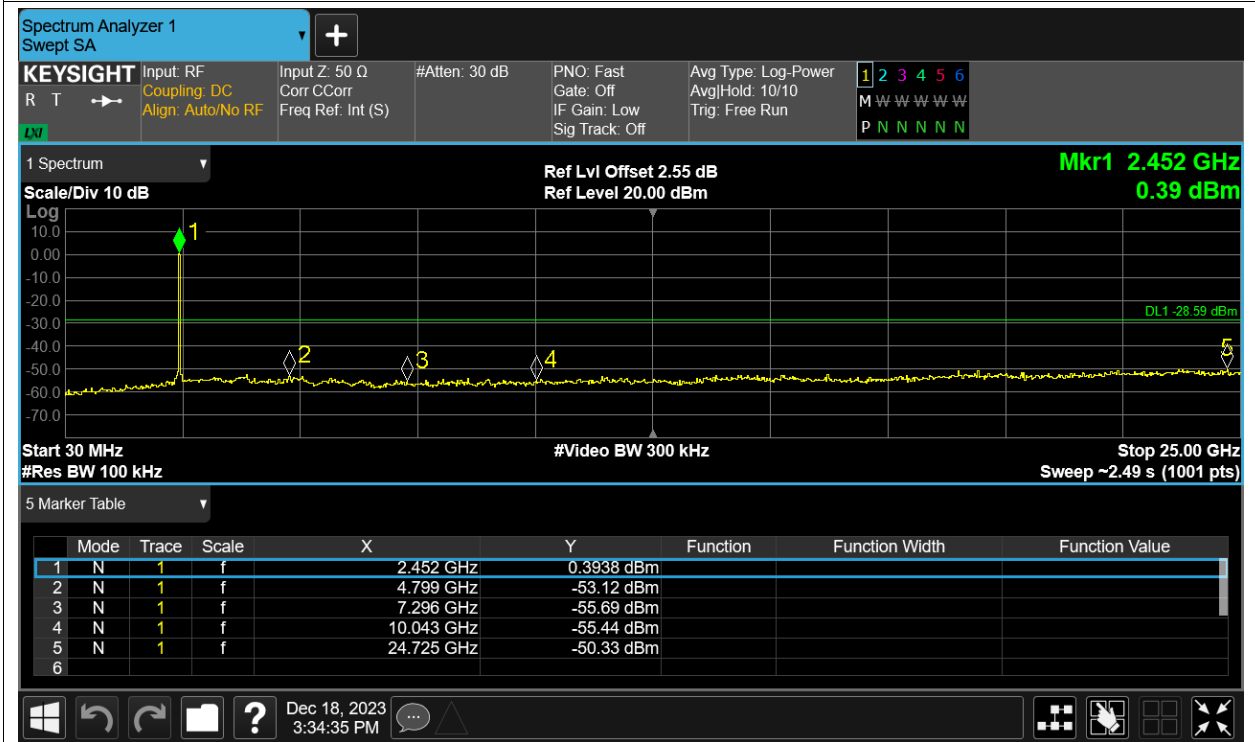 Spectrum Analyzer 1
Swept SA
+
KEYSIGHT
R T
LXI
Input: RF
Coupling: DC
Align: Auto/No RF
Input Z: 50 Ω
Corr CCorr
Freq Ref: Int (S)
#Atten: 30 dB
PNO: Fast
Gate: Off
IF Gain: Low
Sig Track: Off
Avg Type: Log-Power
Avg|Hold: 10/10
Trig: Free Run
1 2 3 4 5 6
M W W W W W
P N N N N N
1 Spectrum
Scale/Div 10 dB
Ref Lvl Offset 2.55 dB
Ref Level 20.00 dBm
Mkr1 2.452 GHz
0.39 dBm
Log
10.0
0.00
-10.0
-20.0
-30.0
-40.0
-50.0
-60.0
-70.0
1
2
3
4
5
DL1 -28.59 dBm
Start 30 MHz
#Res BW 100 kHz
#Video BW 300 kHz
Stop 25.00 GHz
Sweep ~2.49 s (1001 pts)
5 Marker Table
Mode Trace Scale X Y Function Function Width Function Value
1 N 1 f 2.452 GHz 0.3938 dBm
2 N 1 f 4.799 GHz -53.12 dBm
3 N 1 f 7.296 GHz -55.69 dBm
4 N 1 f 10.043 GHz -55.44 dBm
5 N 1 f 24.725 GHz -50.33 dBm
6
?
Dec 18, 2023
3:34:35 PM